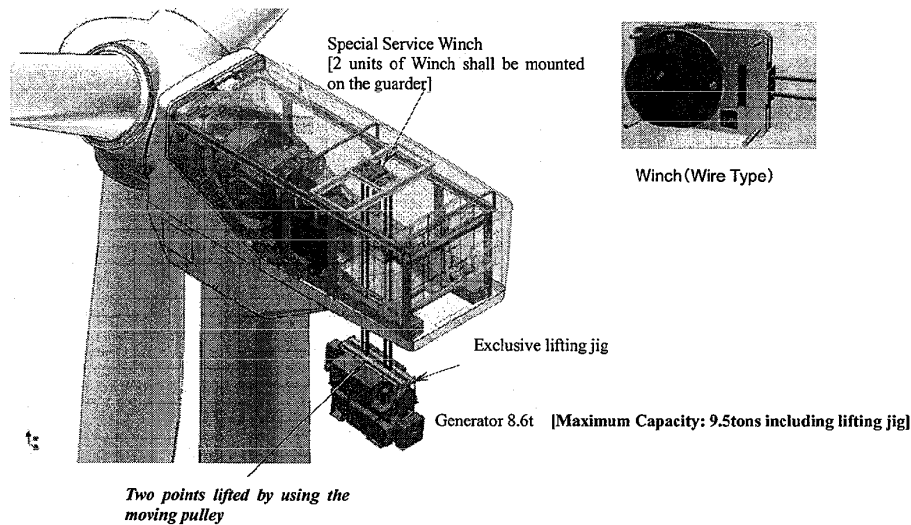 Special Service Winch
[2 units of Winch shall be mounted
on the guarder]
Winch (Wire Type)
Exclusive lifting jig
Generator 8.6t [Maximum Capacity: 9.5tons including lifting jig]
Two points lifted by using the
moving pulley